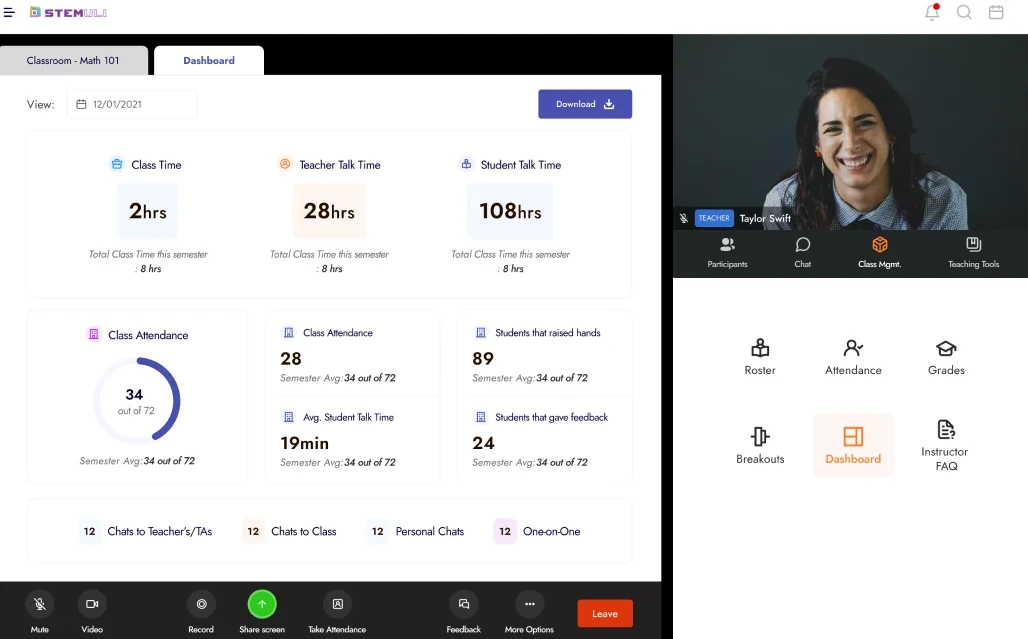 STEMULI
Classroom - Math 101
Dashboard
View:
12/01/2021
Download
Class Time
Teacher Talk Time
Student Talk Time
2hrs
28hrs
108hrs
Total Class Time this semester
: 8 hrs
Total Class Time this semester
: 8 hrs
Total Class Time this semester
: 8 hrs
Class Attendance
34
out of 72
Semester Avg:34 out of 72
Class Attendance
28
Semester Avg:34 out of 72
Avg. Student Talk Time
19min
Semester Avg:34 out of 72
Students that raised hands
89
Semester Avg:34 out of 72
Students that gave feedback
24
Semester Avg:34 out of 72
12 Chats to Teacher's/TAs
12 Chats to Class
12 Personal Chats
12 One-on-One
Mute
Video
Record
Share screen
Take Attendance
Feedback
More Options
Leave
TEACHER
Taylor Swift
Participants
Chat
Class Mgmt.
Teaching Tools
Roster
Attendance
Grades
Breakouts
Dashboard
Instructor
FAQ